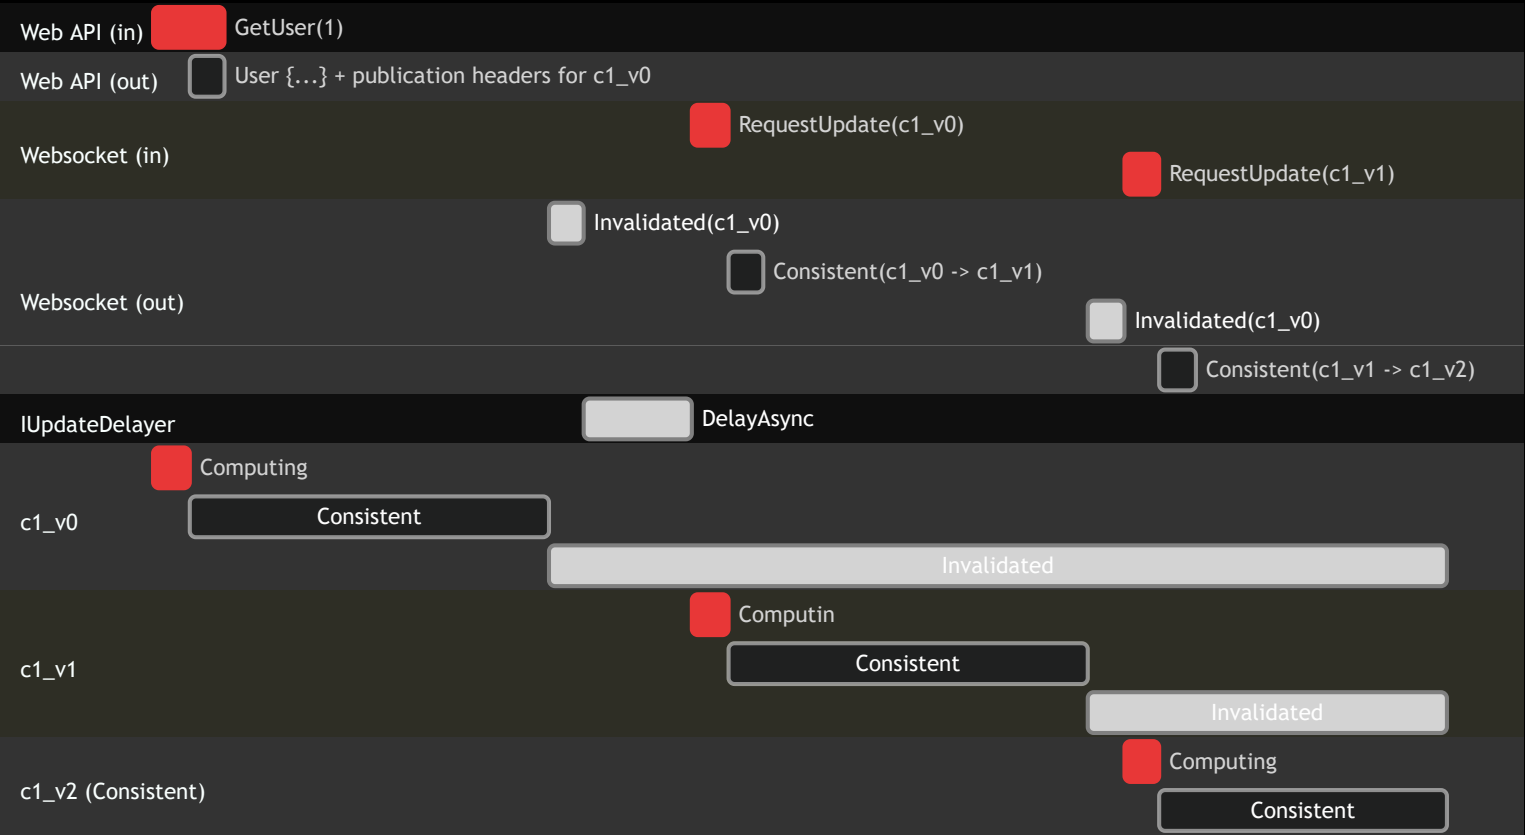 Web API (in) GetUser(1)
Web API (out) User {...} + publication headers for c1_v0
RequestUpdate(c1_v0)
Websocket (in)
RequestUpdate(c1_v1)
Invalidated(c1_v0)
Consistent(c1_v0 -> c1_v1)
Websocket (out)
Invalidated(c1_v0)
Consistent(c1_v1 -> c1_v2)
IUpdateDelayer DelayAsync
Computing
c1_v0 Consistent
Invalidated
Computin
c1_v1 Consistent
Invalidated
Computing
c1_v2 (Consistent)
Consistent